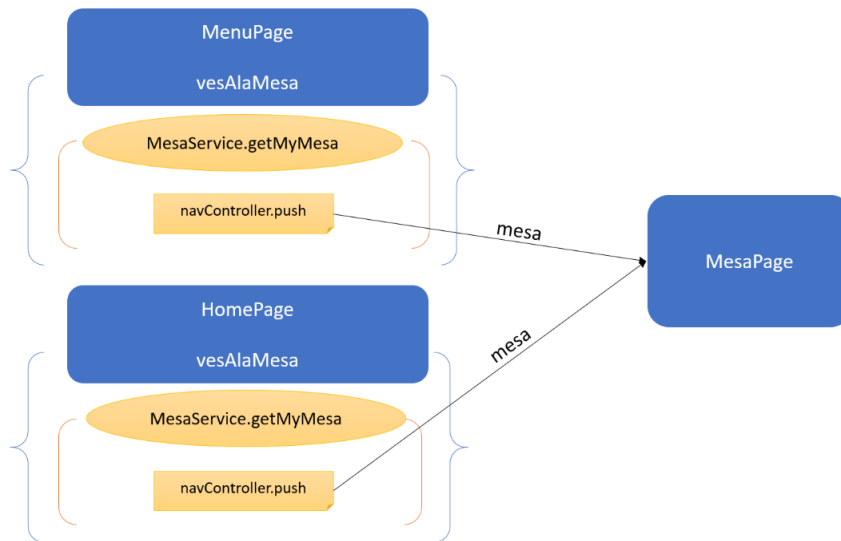 MenuPage
vesAlaMesa
MesaService.getMyMesa
navController.push
mesa
MesaPage
HomePage
vesAlaMesa
mesa
MesaService.getMyMesa
navController.push